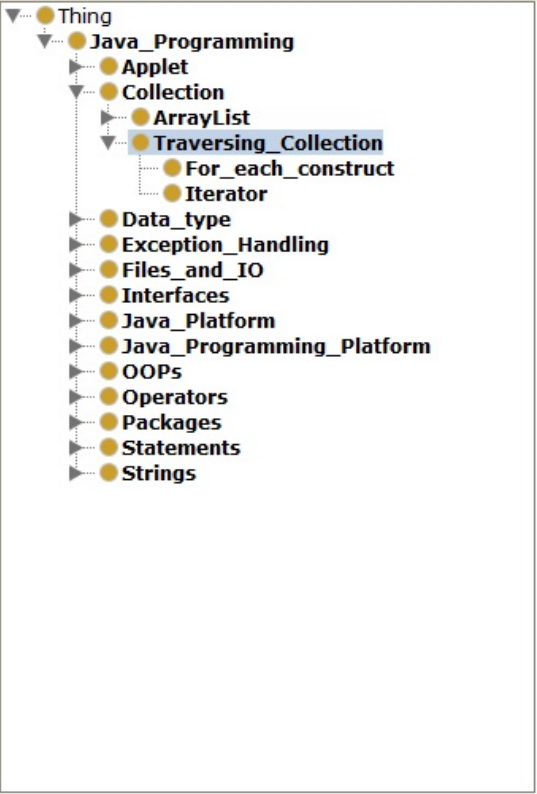 Thing
Java_Programming
Applet
Collection
ArrayList
Traversing_Collection
For_each_construct
Iterator
Data_type
Exception_Handling
Files_and_IO
Interfaces
Java_Platform
Java_Programming_Platform
OOPs
Operators
Packages
Statements
Strings